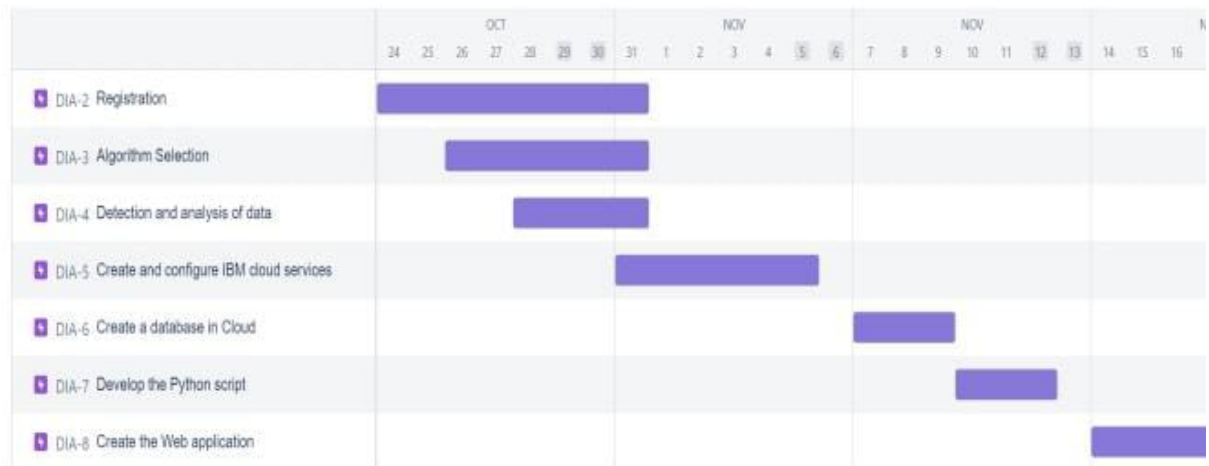 OCT NOV NOV N
24 25 26 27 28 29 30 31 1 2 3 4 5 6 7 8 9 10 11 12 13 14 15 16
DIA-2 Registration
DIA-3 Algorithm Selection
DIA-4 Detection and analysis of data
DIA-5 Create and configure IBM cloud services
DIA-6 Create a database in Cloud
DIA-7 Develop the Python script
DIA-8 Create the Web application